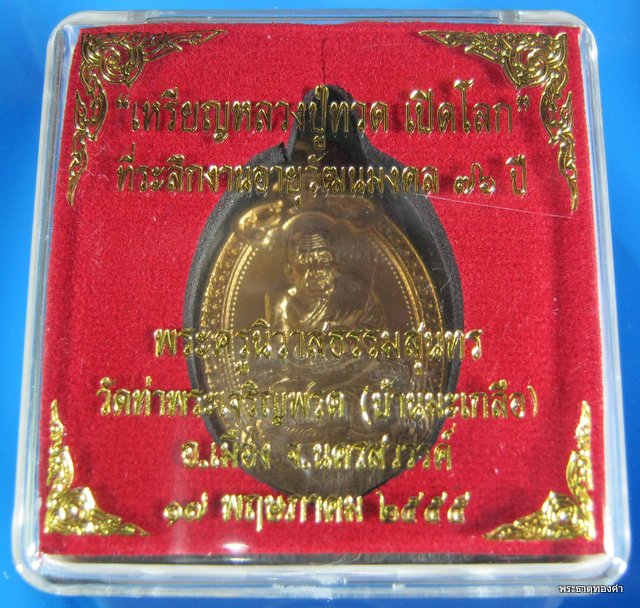 "เหรียญหลวงปู่ทวด เปิดโลก"
ที่ระลึกงานอายุวัฒนมงคล ๗๖ ปี
พระครูนิวาสธรรมสุนทร
วัดท่าพระเจริญพรต (บ้านมะเกลือ)
อ.เมือง จ.นครสวรรค์
๑๗ พฤษภาคม ๒๕๕๕
พระธาตุทองคำ